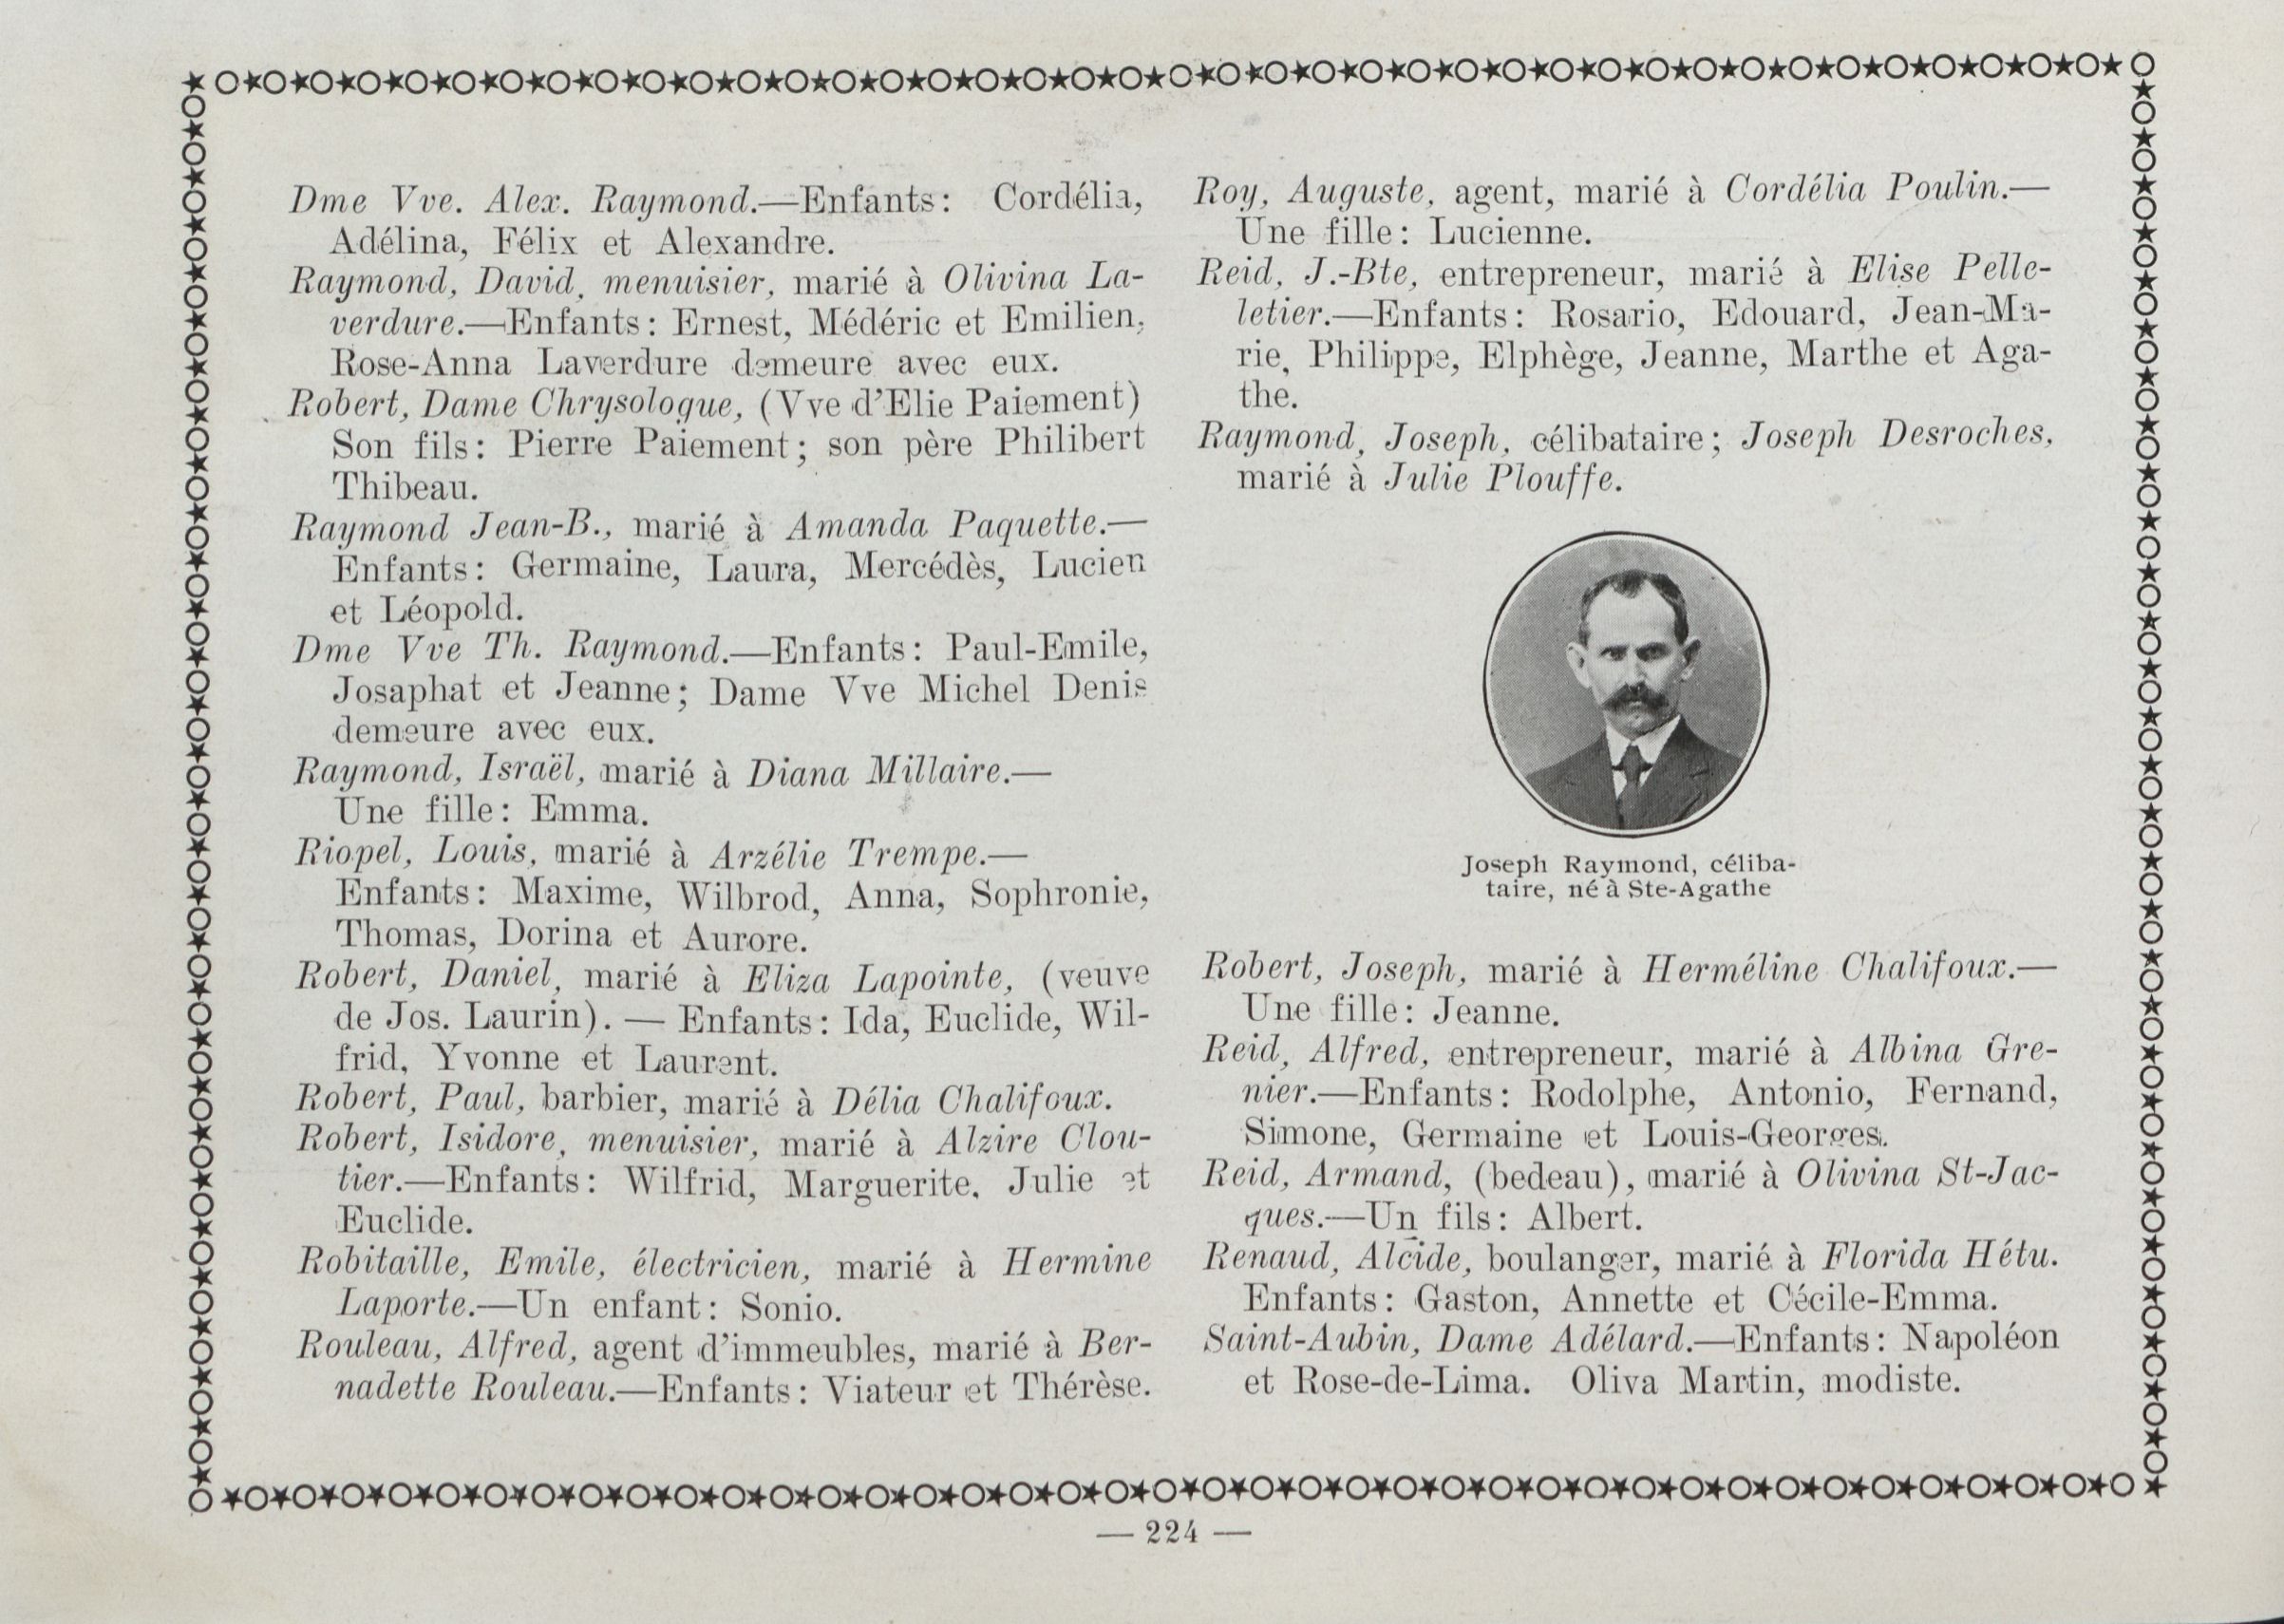 Dme Vve. Alex. Raymond.—Enfants: Cordélia,
Adélina, Félix et Alexandre.
Raymond, David, menuisier, marié à Olivina La-
verdure.—Enfants: Ernest, Médéric et Emilien,
Rose-Anna Laverdure demeure avec eux.
Robert, Dame Chrysologue, (Vve d'Elie Paiement)
Son fils: Pierre Paiement; son père Philibert
Thibeau.
Raymond Jean-B., marié à Amanda Paquette.—
Enfants: Germaine, Laura, Mercédès, Lucien
et Léopold.
Dme Vve Th. Raymond.—Enfants: Paul-Emile,
Josaphat et Jeanne; Dame Vve Michel Denis
demeure avec eux.
Raymond, Israël, marié à Diana Millaire.—
Une fille: Emma.
Riopel, Louis, marié à Arzélie Trempe.—
Enfants: Maxime, Wilbrod, Anna, Sophronie,
Thomas, Dorina et Aurore.
Robert, Daniel, marié à Eliza Lapointe, (veuve
de Jos. Laurin). — Enfants: Ida, Euclide, Wil-
frid, Yvonne et Laurent.
Robert, Paul, barbier, marié à Délia Chalifoux.
Robert, Isidore, menuisier, marié à Alzire Clou-
tier.—Enfants: Wilfrid, Marguerite, Julie et
Euclide.
Robitaille, Emile, électricien, marié à Hermine
Laporte.—Un enfant: Sonio.
Rouleau, Alfred, agent d'immeubles, marié à Ber-
nadette Rouleau.—Enfants: Viateur et Thérèse.
Roy, Auguste, agent, marié à Cordélia Poulin.—
Une fille: Lucienne.
Reid, J.-Bte, entrepreneur, marié à Elise Pelle-
letier.—Enfants: Rosario, Edouard, Jean-Ma-
rie, Philippe, Elphège, Jeanne, Marthe et Aga-
the.
Raymond, Joseph, célibataire; Joseph Desroches,
marié à Julie Plouffe.
Joseph Raymond, céliba-
taire, né à Ste-Agathe
Robert, Joseph, marié à Herméline Chalifoux.—
Une fille: Jeanne.
Reid, Alfred, entrepreneur, marié à Albina Gre-
nier.—Enfants: Rodolphe, Antonio, Fernand,
Simone, Germaine et Louis-Georges.
Reid, Armand, (bedeau), marié à Olivina St-Jac-
ques.—Un fils: Albert.
Renaud, Alcide, boulanger, marié à Florida Hétu.
Enfants: Gaston, Annette et Cécile-Emma.
Saint-Aubin, Dame Adélard.—Enfants: Napoléon
et Rose-de-Lima. Oliva Martin, modiste.
— 224 —